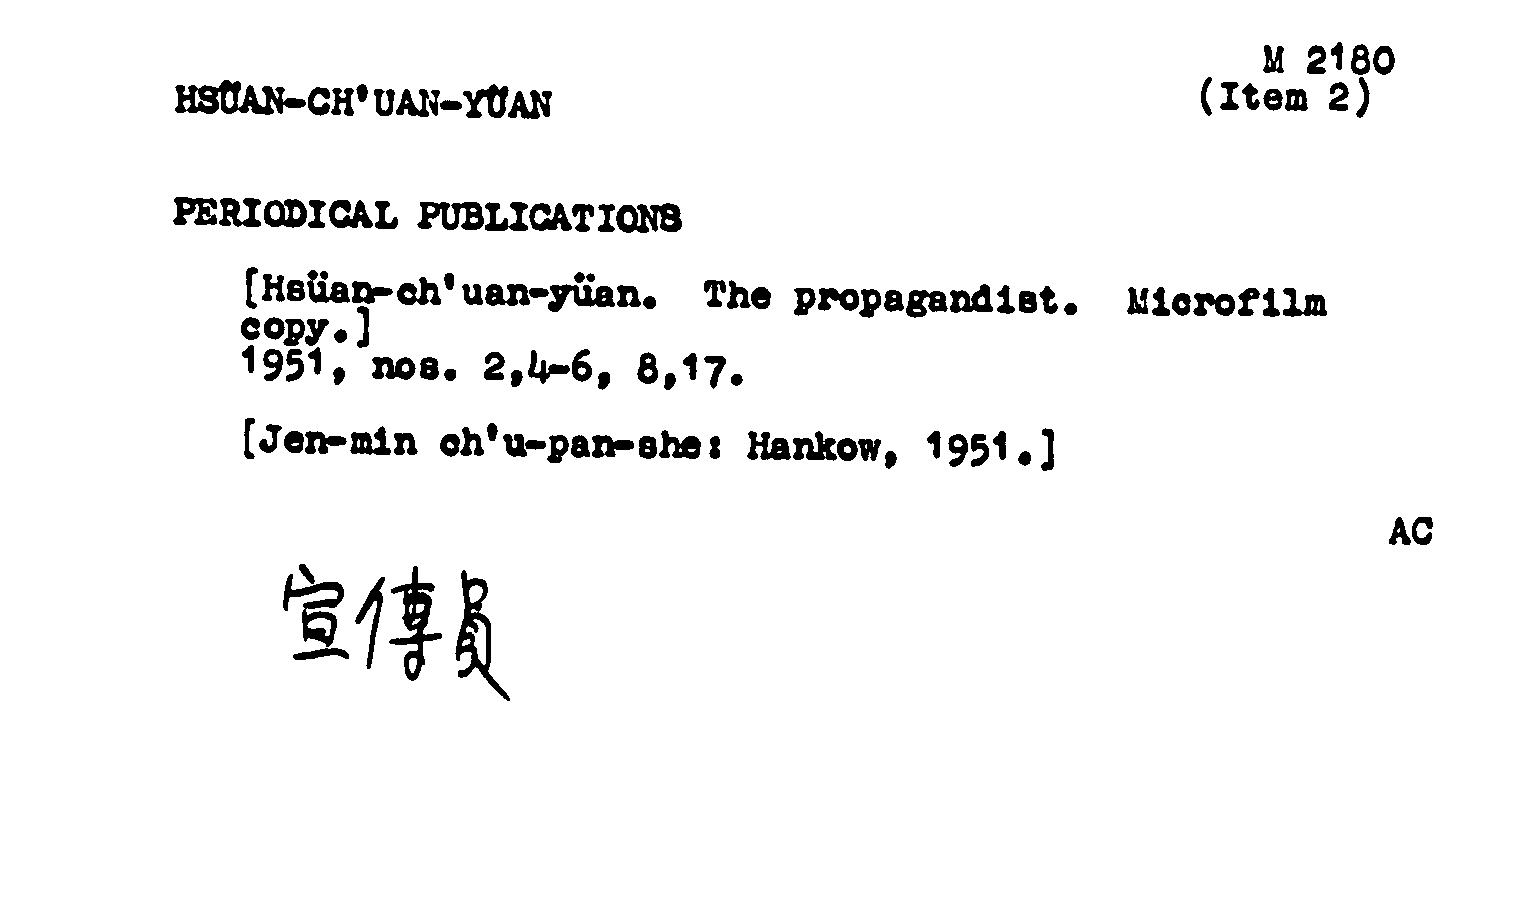 M 2180
HSÜAN-CH'UAN-YÜAN
(Item 2)
PERIODICAL PUBLICATIONS
[Hsüan-ch'uan-yüan. The propagandist. Microfilm
copy.]
1951, nos. 2,4-6, 8,17.
[Jen-min ch'u-pan-she: Hankow, 1951.]
AC
宣傳員